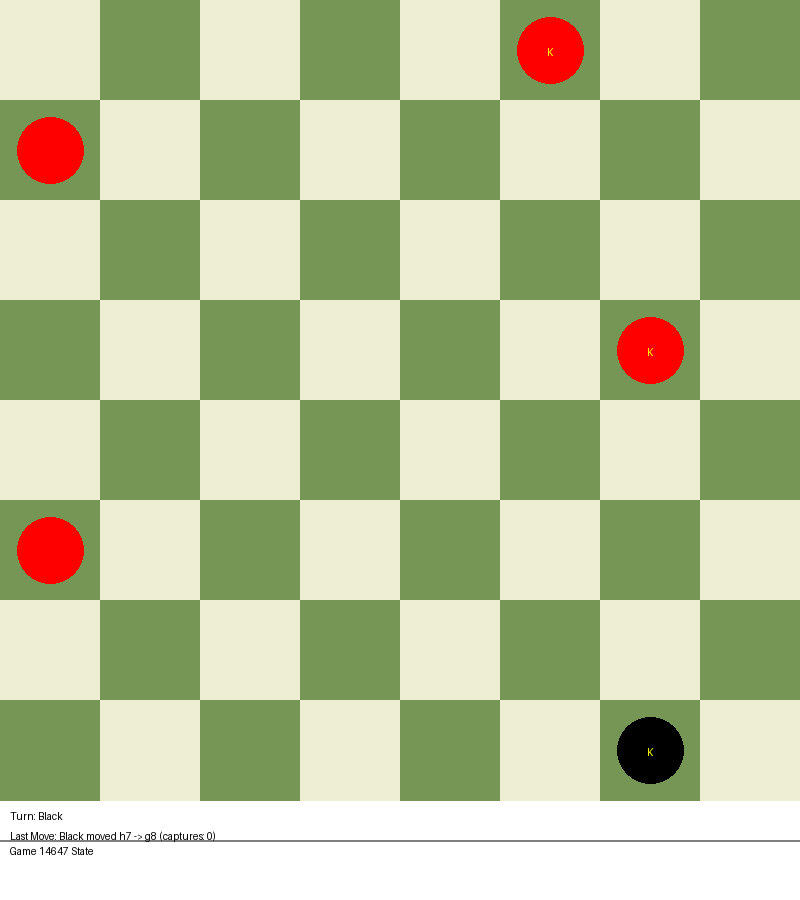 K
K
K
Turn: Black
Last Move: Black moved h7 -> g8 (captures: 0)
Game 14647 State